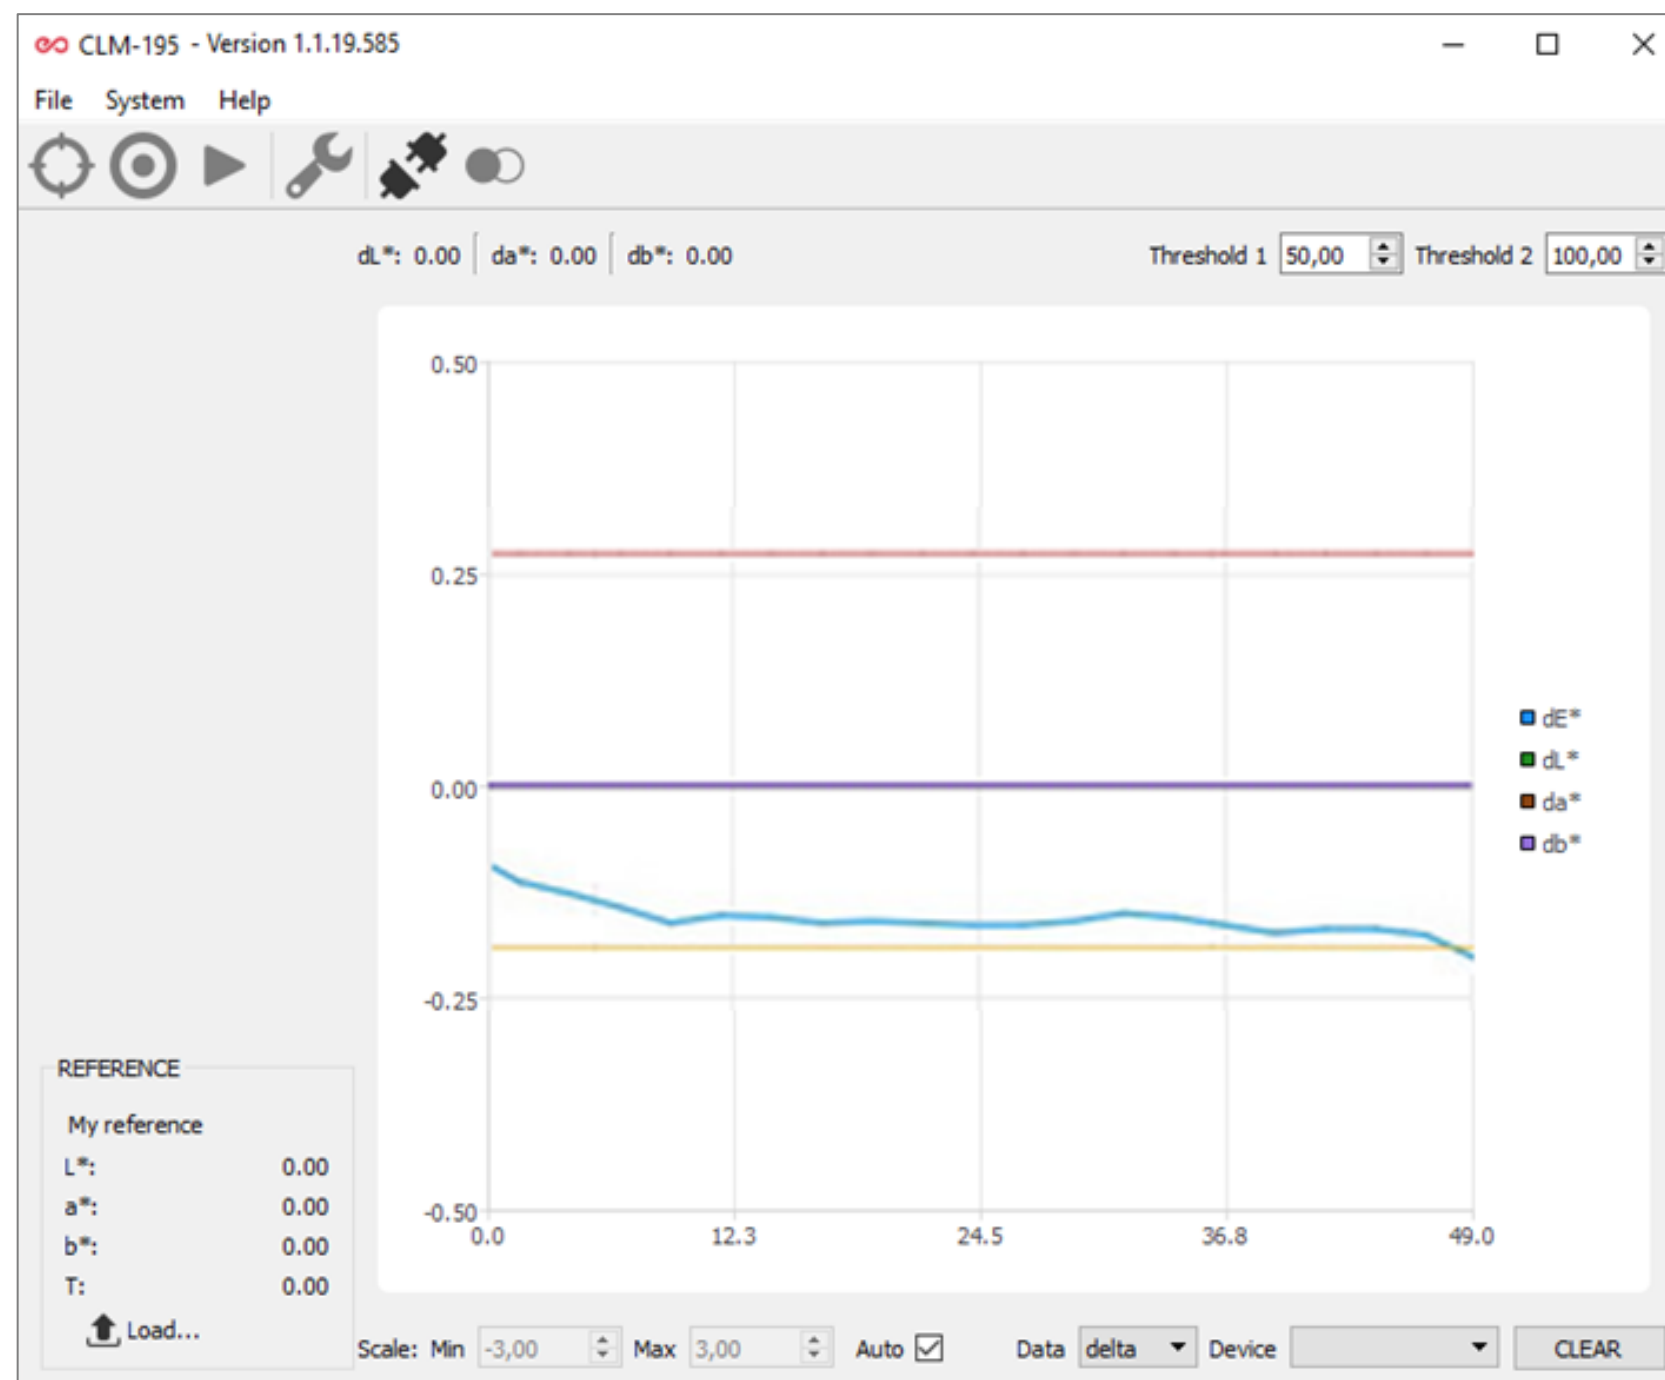 CLM-195 - Version 1.1.19.585
File System Help
dL*: 0.00 da*: 0.00 db*: 0.00 Threshold 1 50,00 Threshold 2 100,00
0.50
0.25
0.00
-0.25
-0.50
0.0 12.3 24.5 36.8 49.0
dE*
dL*
da*
db*
REFERENCE
My reference
L*: 0.00
a*: 0.00
b*: 0.00
T: 0.00
Load...
Scale: Min -3,00 Max 3,00 Auto Data delta Device CLEAR